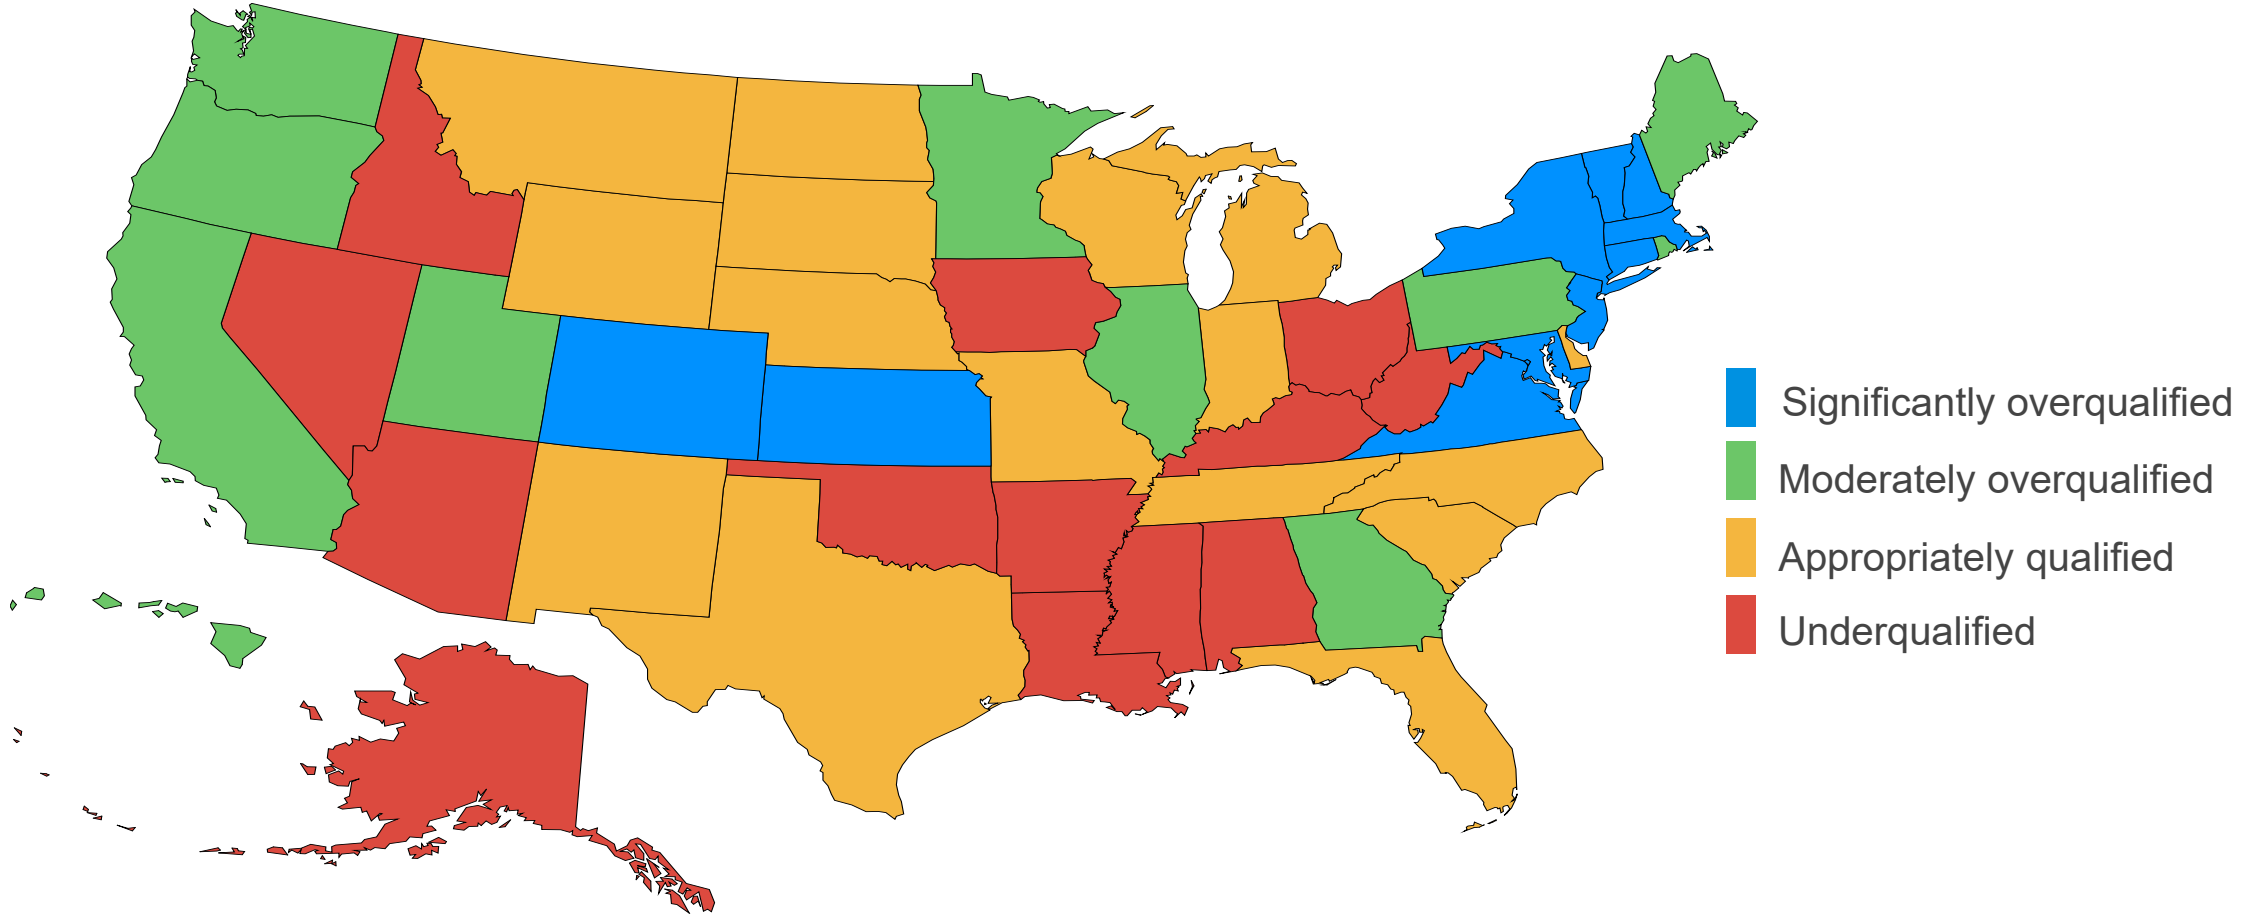 Significantly overqualified
Moderately overqualified
Appropriately qualified
Underqualified